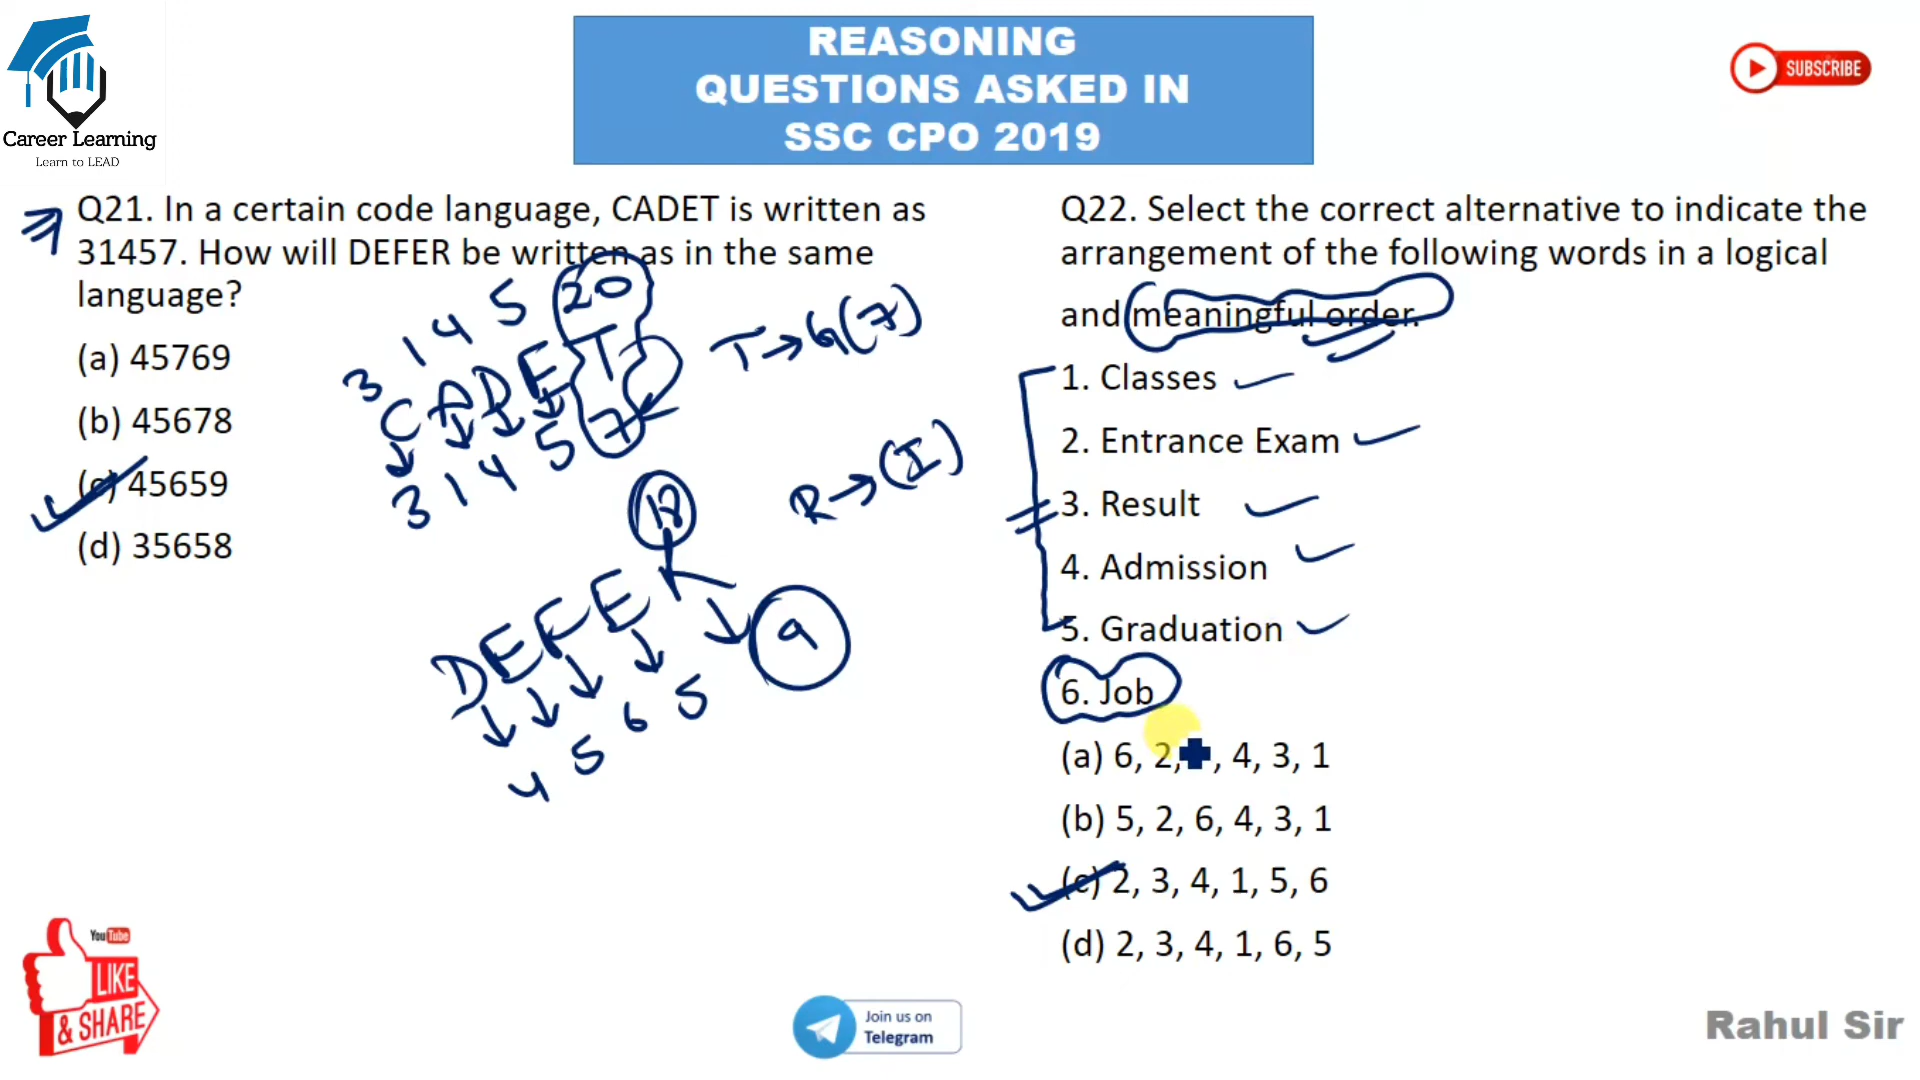 Career Learning
Learn to LEAD
REASONING
QUESTIONS ASKED IN
SSC CPO 2019
SUBSCRIBE
Q21. In a certain code language, CADET is written as
31457. How will DEFER be written as in the same
language?
(a) 45769
(b) 45678
(c) 45659
(d) 35658
3 1 4 5 20
C A D E T
3 1 4 5 7
T → G(7)
R → (I)
18
D E F E R
4 5 6 5 9
Q22. Select the correct alternative to indicate the
arrangement of the following words in a logical
and meaningful order.
1. Classes
2. Entrance Exam
3. Result
4. Admission
5. Graduation
6. Job
(a) 6, 2, , 4, 3, 1
(b) 5, 2, 6, 4, 3, 1
(c) 2, 3, 4, 1, 5, 6
(d) 2, 3, 4, 1, 6, 5
YouTube
LIKE
& SHARE
Join us on
Telegram
Rahul Sir